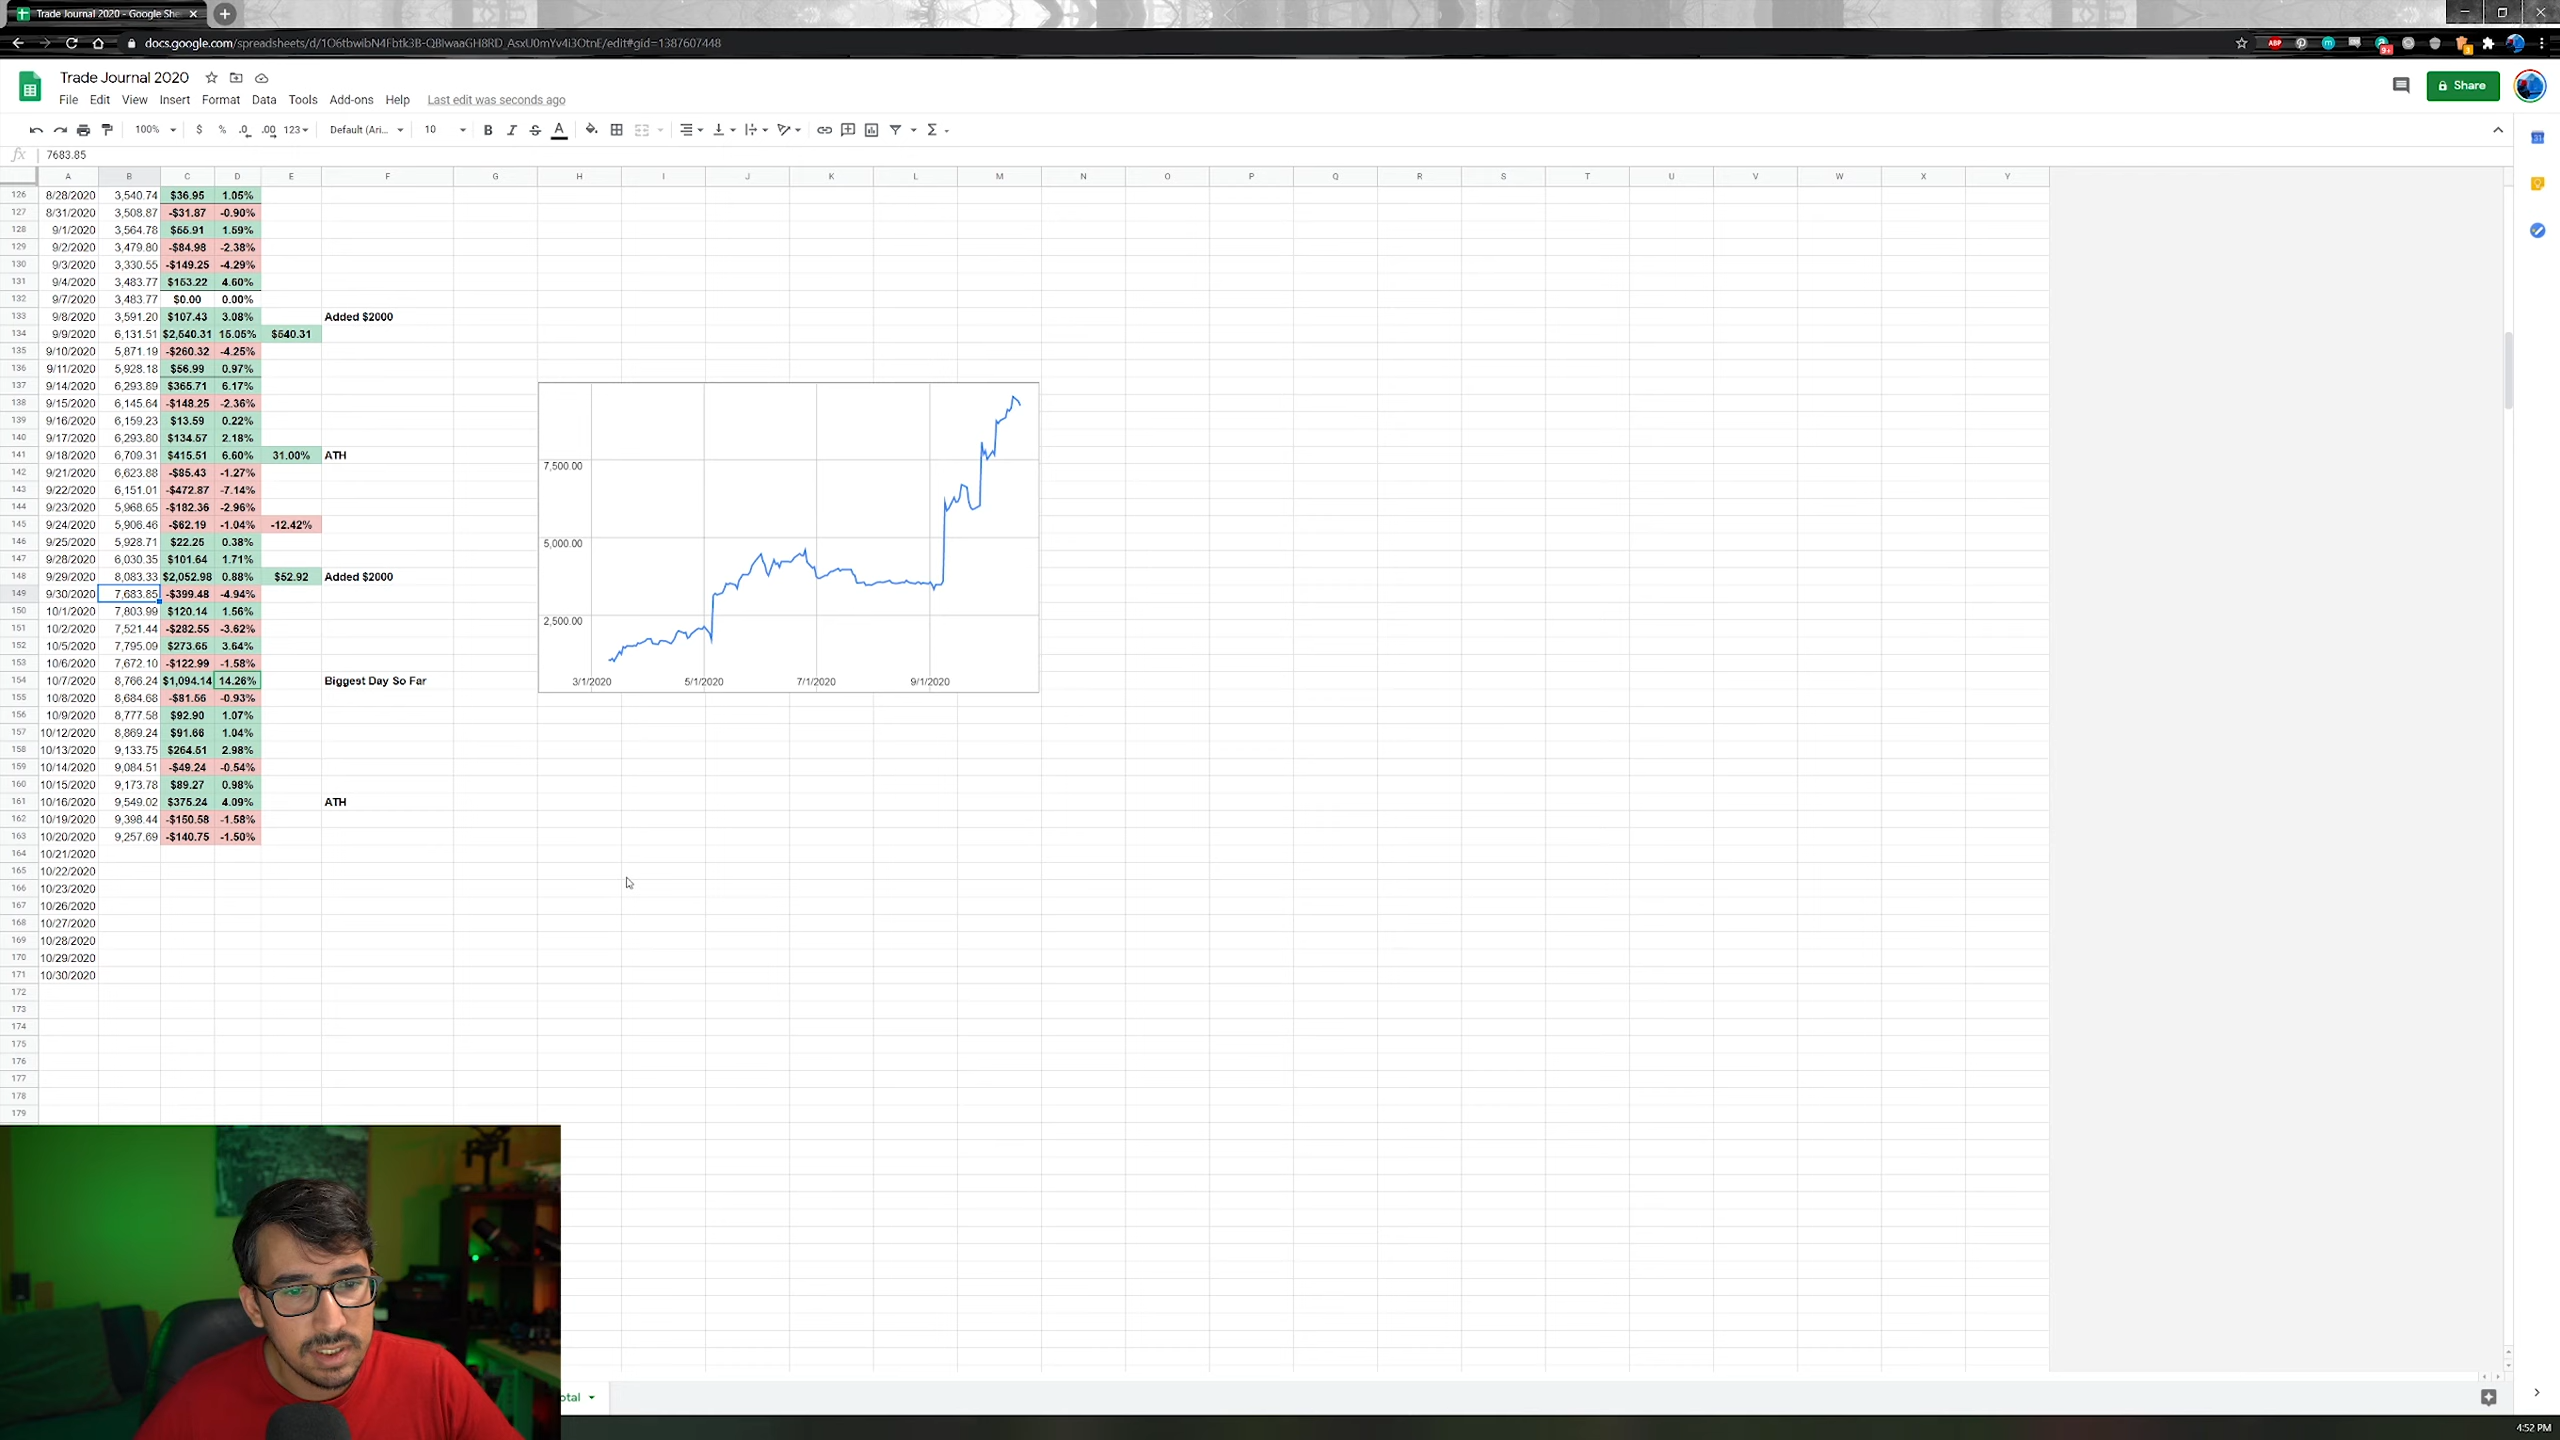 Trade Journal 2020 - Google She
docs.google.com/spreadsheets/d/
Trade Journal 2020
File Edit View Insert Format Data Tools Add-ons Help Last edit was seconds ago
Share
100% $ % .0 .00 123 Default (Ari... 10
fx 7683.85
A B C D E F G H I J K L M N O P Q R S T U V W X Y
126 8/28/2020 3,540.74 $36.95 1.05%
127 8/31/2020 3,508.87 -$31.87 -0.90%
128 9/1/2020 3,564.78 $55.91 1.59%
129 9/2/2020 3,479.80 -$84.98 -2.38%
130 9/3/2020 3,330.55 -$149.25 -4.29%
131 9/4/2020 3,483.77 $153.22 4.60%
132 9/7/2020 3,483.77 $0.00 0.00%
133 9/8/2020 3,591.20 $107.43 3.08% Added $2000
134 9/9/2020 6,131.51 $2,540.31 15.05% $540.31
135 9/10/2020 5,871.19 -$260.32 -4.25%
136 9/11/2020 5,928.18 $56.99 0.97%
137 9/14/2020 6,293.89 $365.71 6.17%
138 9/15/2020 6,145.64 -$148.25 -2.36%
139 9/16/2020 6,159.23 $13.59 0.22%
140 9/17/2020 6,293.80 $134.57 2.18%
141 9/18/2020 6,709.31 $415.51 6.60% 31.00% ATH
142 9/21/2020 6,623.88 -$85.43 -1.27%
143 9/22/2020 6,151.01 -$472.87 -7.14%
144 9/23/2020 5,968.65 -$182.36 -2.96%
145 9/24/2020 5,906.46 -$62.19 -1.04% -12.42%
146 9/25/2020 5,928.71 $22.25 0.38%
147 9/28/2020 6,030.35 $101.64 1.71%
148 9/29/2020 8,083.33 $2,052.98 0.88% $52.92 Added $2000
149 9/30/2020 7,683.85 -$399.48 -4.94%
150 10/1/2020 7,803.99 $120.14 1.56%
151 10/2/2020 7,521.44 -$282.55 -3.62%
152 10/5/2020 7,795.09 $273.65 3.64%
153 10/6/2020 7,672.10 -$122.99 -1.58%
154 10/7/2020 8,766.24 $1,094.14 14.26% Biggest Day So Far
155 10/8/2020 8,684.68 -$81.56 -0.93%
156 10/9/2020 8,777.58 $92.90 1.07%
157 10/12/2020 8,869.24 $91.66 1.04%
158 10/13/2020 9,133.75 $264.51 2.98%
159 10/14/2020 9,084.51 -$49.24 -0.54%
160 10/15/2020 9,173.78 $89.27 0.98%
161 10/16/2020 9,549.02 $375.24 4.09% ATH
162 10/19/2020 9,398.44 -$150.58 -1.58%
163 10/20/2020 9,257.69 -$140.75 -1.50%
164 10/21/2020
165 10/22/2020
166 10/23/2020
167 10/26/2020
168 10/27/2020
169 10/28/2020
170 10/29/2020
171 10/30/2020
172
173
174
175
176
177
178
179
7,500.00
5,000.00
2,500.00
3/1/2020 5/1/2020 7/1/2020 9/1/2020
otal
4:52 PM